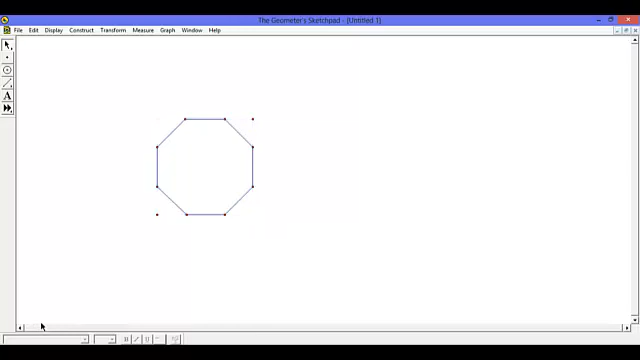 The Geometer's Sketchpad - [Untitled 1]
File Edit Display Construct Transform Measure Graph Window Help
A
B U